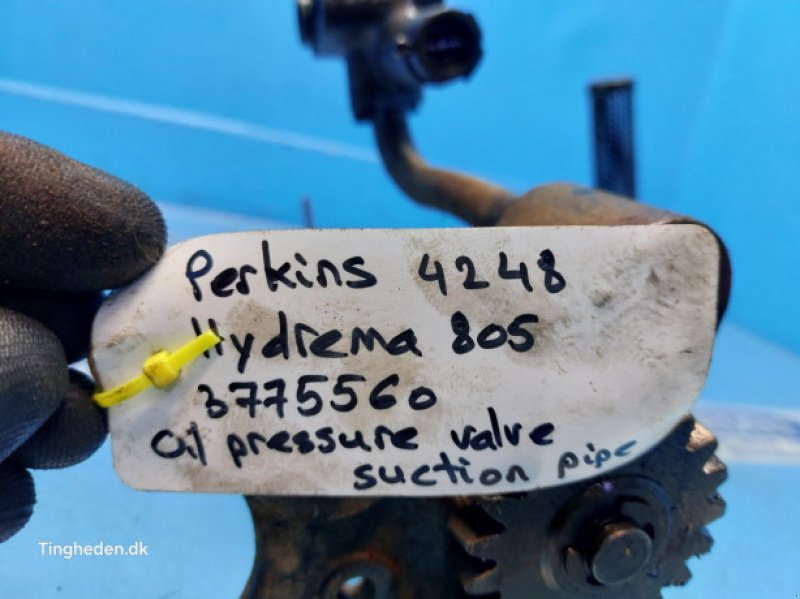 Perkins 4248
Hydrema 805
3775560
Oil pressure valve
suction pipe
Tingheden.dk